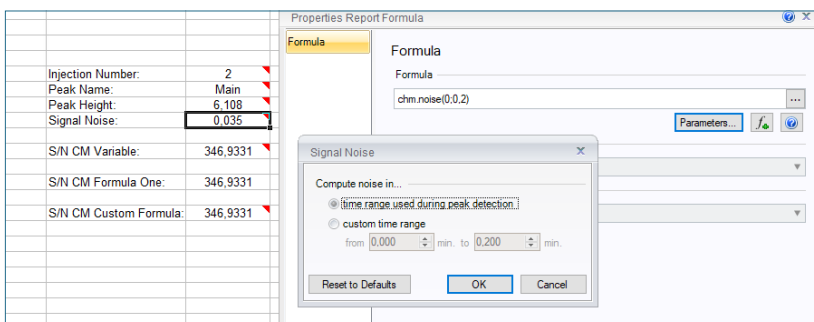 Properties Report Formula
Formula
Formula
Formula
chm.noise(0;0,2)
...
Parameters...
Injection Number: 2
Peak Name: Main
Peak Height: 6,108
Signal Noise: 0,035
S/N CM Variable: 346,9331
S/N CM Formula One: 346,9331
S/N CM Custom Formula: 346,9331
Signal Noise
Compute noise in...
time range used during peak detection
custom time range
from 0,000 min. to 0,200 min.
Reset to Defaults OK Cancel